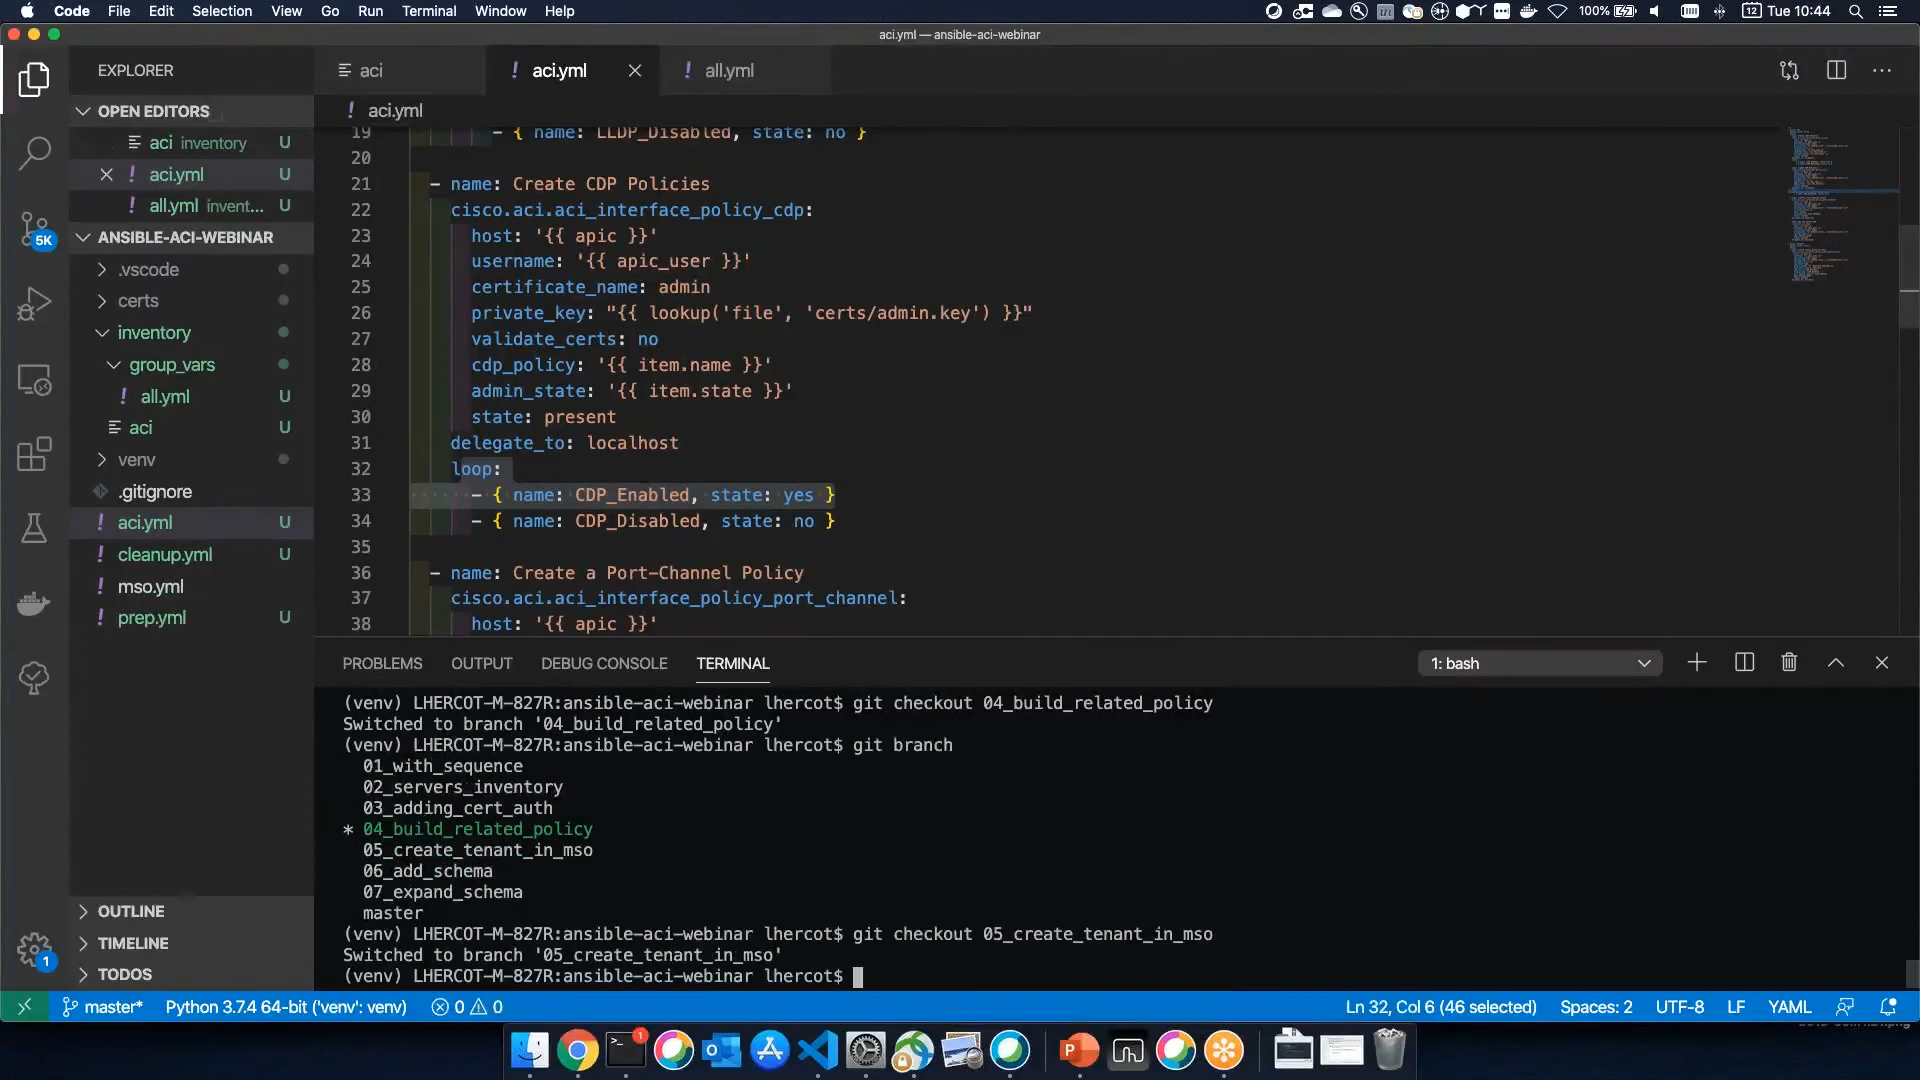 Code File Edit Selection View Go Run Terminal Window Help 100% 12 Tue 10:44
aci.yml — ansible-aci-webinar
EXPLORER
aci
! aci.yml
! all.yml
OPEN EDITORS
! aci.yml
aci inventory U
! aci.yml U
! all.yml invent... U
ANSIBLE-ACI-WEBINAR
.vscode
certs
inventory
group_vars
! all.yml U
aci U
venv
.gitignore
! aci.yml U
! cleanup.yml U
! mso.yml
! prep.yml U
OUTLINE
TIMELINE
TODOS
5K
1
19 - { name: LLDP_Disabled, state: no }
20
21 - name: Create CDP Policies
22 cisco.aci.aci_interface_policy_cdp:
23 host: '{{ apic }}'
24 username: '{{ apic_user }}'
25 certificate_name: admin
26 private_key: "{{ lookup('file', 'certs/admin.key') }}"
27 validate_certs: no
28 cdp_policy: '{{ item.name }}'
29 admin_state: '{{ item.state }}'
30 state: present
31 delegate_to: localhost
32 loop:
33 - { name: CDP_Enabled, state: yes }
34 - { name: CDP_Disabled, state: no }
35
36 - name: Create a Port-Channel Policy
37 cisco.aci.aci_interface_policy_port_channel:
38 host: '{{ apic }}'
PROBLEMS OUTPUT DEBUG CONSOLE TERMINAL 1: bash
(venv) LHERCOT-M-827R:ansible-aci-webinar lhercot$ git checkout 04_build_related_policy
Switched to branch '04_build_related_policy'
(venv) LHERCOT-M-827R:ansible-aci-webinar lhercot$ git branch
01_with_sequence
02_servers_inventory
03_adding_cert_auth
* 04_build_related_policy
05_create_tenant_in_mso
06_add_schema
07_expand_schema
master
(venv) LHERCOT-M-827R:ansible-aci-webinar lhercot$ git checkout 05_create_tenant_in_mso
Switched to branch '05_create_tenant_in_mso'
(venv) LHERCOT-M-827R:ansible-aci-webinar lhercot$
master* Python 3.7.4 64-bit ('venv': venv) 0 0 Ln 32, Col 6 (46 selected) Spaces: 2 UTF-8 LF YAML
1